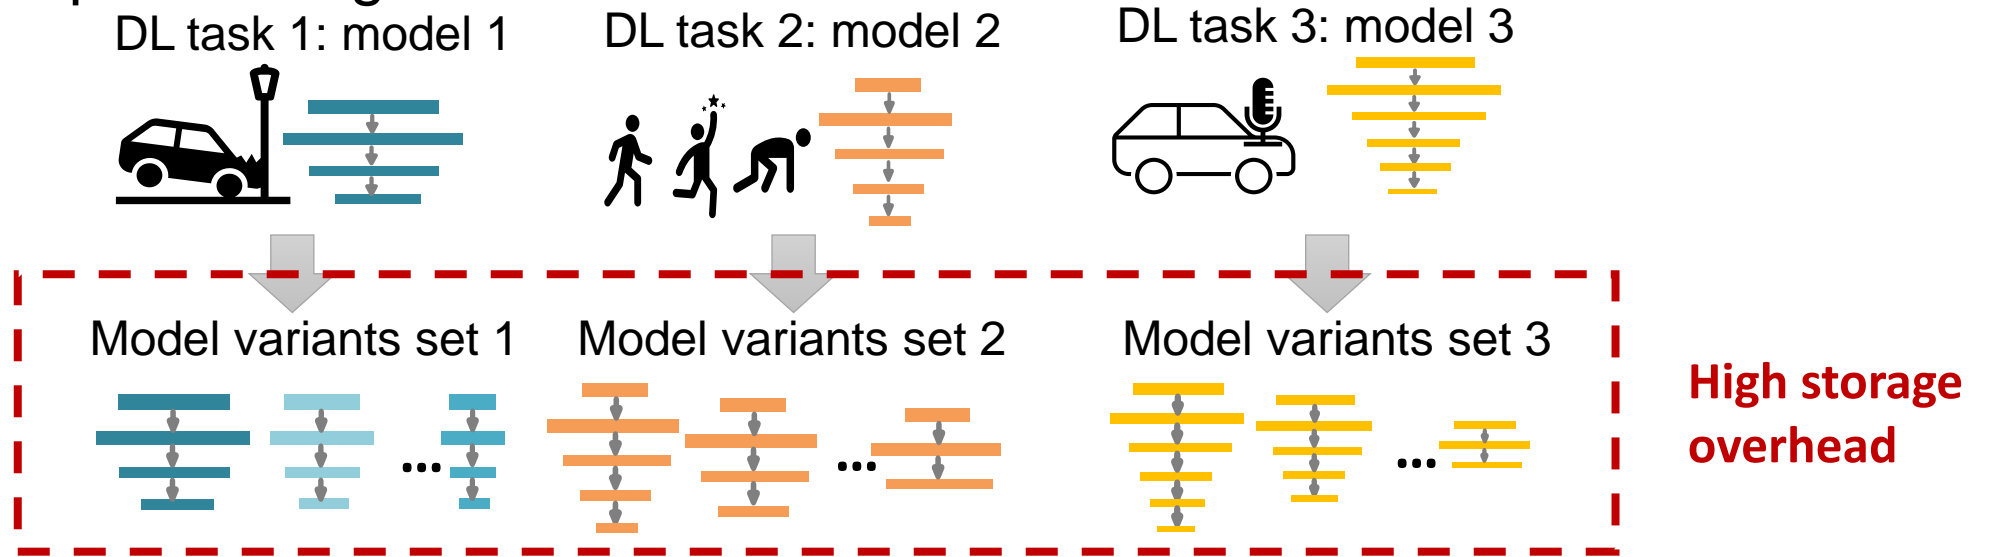 DL task 1: model 1
DL task 2: model 2
DL task 3: model 3
Model variants set 1
Model variants set 2
Model variants set 3
...
...
...
High storage
overhead